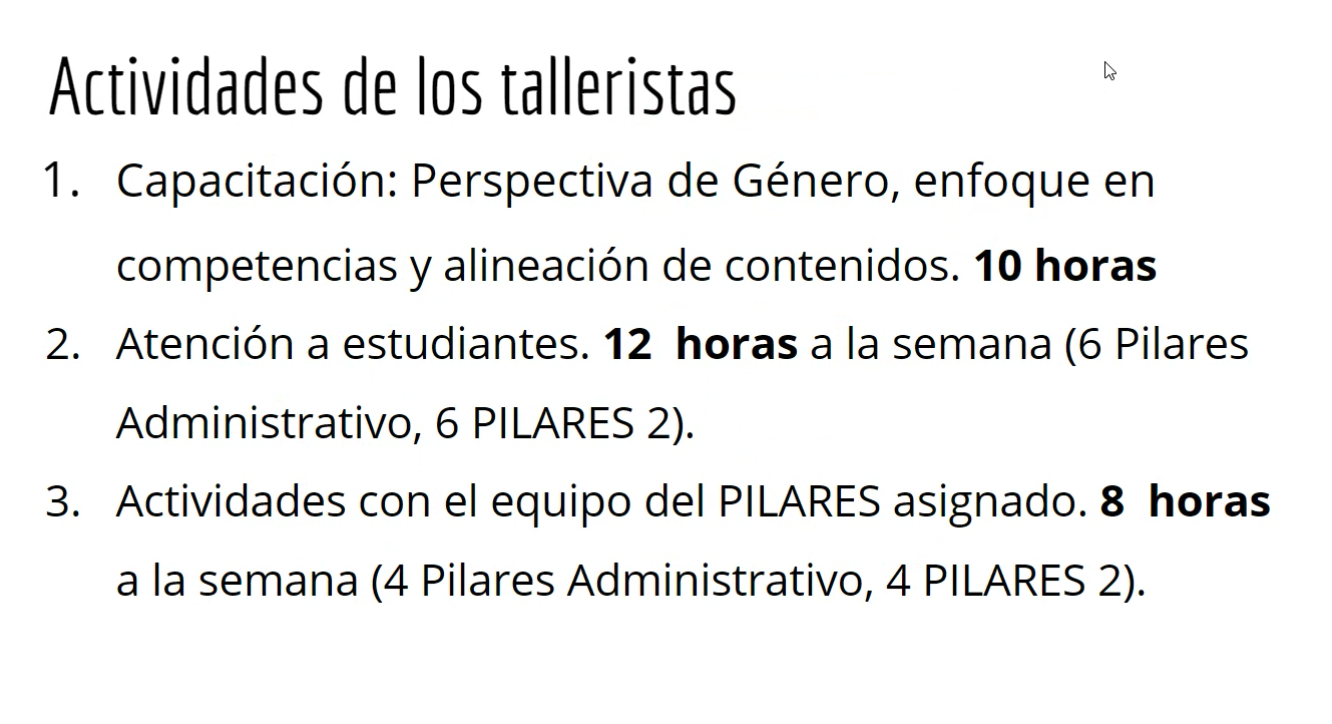 Actividades de los talleristas
1. Capacitación: Perspectiva de Género, enfoque en
competencias y alineación de contenidos. 10 horas
2. Atención a estudiantes. 12  horas a la semana (6 Pilares
Administrativo, 6 PILARES 2).
3. Actividades con el equipo del PILARES asignado. 8  horas
a la semana (4 Pilares Administrativo, 4 PILARES 2).